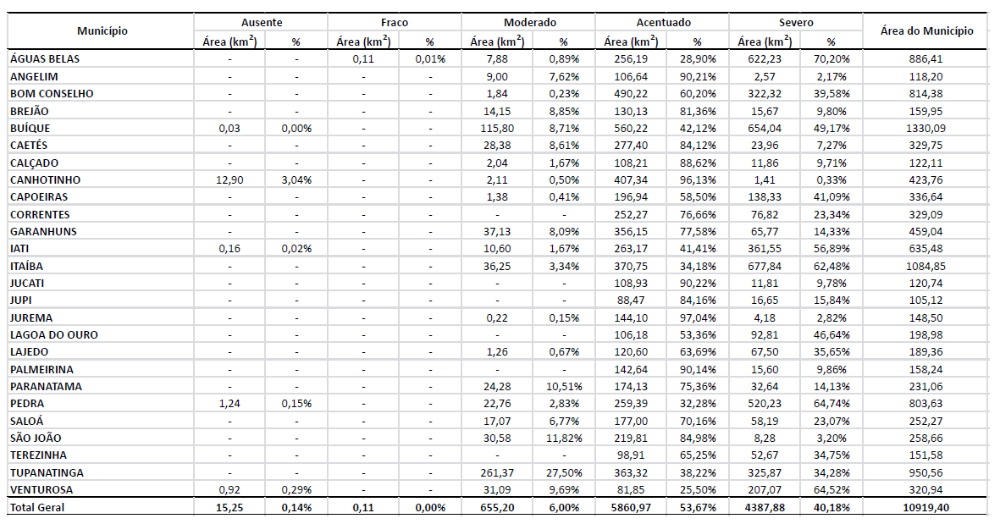 Município Ausente Fraco Moderado Acentuado Severo Área do Município
Área (km²) % Área (km²) % Área (km²) % Área (km²) % Área (km²) %
ÁGUAS BELAS - - 0,11 0,01% 7,88 0,89% 256,19 28,90% 622,23 70,20% 886,41
ANGELIM - - - - 9,00 7,62% 106,64 90,21% 2,57 2,17% 118,20
BOM CONSELHO - - - - 1,84 0,23% 490,22 60,20% 322,32 39,58% 814,38
BREJÃO - - - - 14,15 8,85% 130,13 81,36% 15,67 9,80% 159,95
BUÍQUE 0,03 0,00% - - 115,80 8,71% 560,22 42,12% 654,04 49,17% 1330,09
CAETÉS - - - - 28,38 8,61% 277,40 84,12% 23,96 7,27% 329,75
CALÇADO - - - - 2,04 1,67% 108,21 88,62% 11,86 9,71% 122,11
CANHOTINHO 12,90 3,04% - - 2,11 0,50% 407,34 96,13% 1,41 0,33% 423,76
CAPOEIRAS - - - - 1,38 0,41% 196,94 58,50% 138,33 41,09% 336,64
CORRENTES - - - - - - 252,27 76,66% 76,82 23,34% 329,09
GARANHUNS - - - - 37,13 8,09% 356,15 77,58% 65,77 14,33% 459,04
IATI 0,16 0,02% - - 10,60 1,67% 263,17 41,41% 361,55 56,89% 635,48
ITAÍBA - - - - 36,25 3,34% 370,75 34,18% 677,84 62,48% 1084,85
JUCATI - - - - - - 108,93 90,22% 11,81 9,78% 120,74
JUPI - - - - - - 88,47 84,16% 16,65 15,84% 105,12
JUREMA - - - - 0,22 0,15% 144,10 97,04% 4,18 2,82% 148,50
LAGOA DO OURO - - - - - - 106,18 53,36% 92,81 46,64% 198,98
LAJEDO - - - - 1,26 0,67% 120,60 63,69% 67,50 35,65% 189,36
PALMEIRINA - - - - - - 142,64 90,14% 15,60 9,86% 158,24
PARANATAMA - - - - 24,28 10,51% 174,13 75,36% 32,64 14,13% 231,06
PEDRA 1,24 0,15% - - 22,76 2,83% 259,39 32,28% 520,23 64,74% 803,63
SALOÁ - - - - 17,07 6,77% 177,00 70,16% 58,19 23,07% 252,27
SÃO JOÃO - - - - 30,58 11,82% 219,81 84,98% 8,28 3,20% 258,66
TEREZINHA - - - - - - 98,91 65,25% 52,67 34,75% 151,58
TUPANATINGA - - - - 261,37 27,50% 363,32 38,22% 325,87 34,28% 950,56
VENTUROSA 0,92 0,29% - - 31,09 9,69% 81,85 25,50% 207,07 64,52% 320,94
Total Geral 15,25 0,14% 0,11 0,00% 655,20 6,00% 5860,97 53,67% 4387,88 40,18% 10919,40